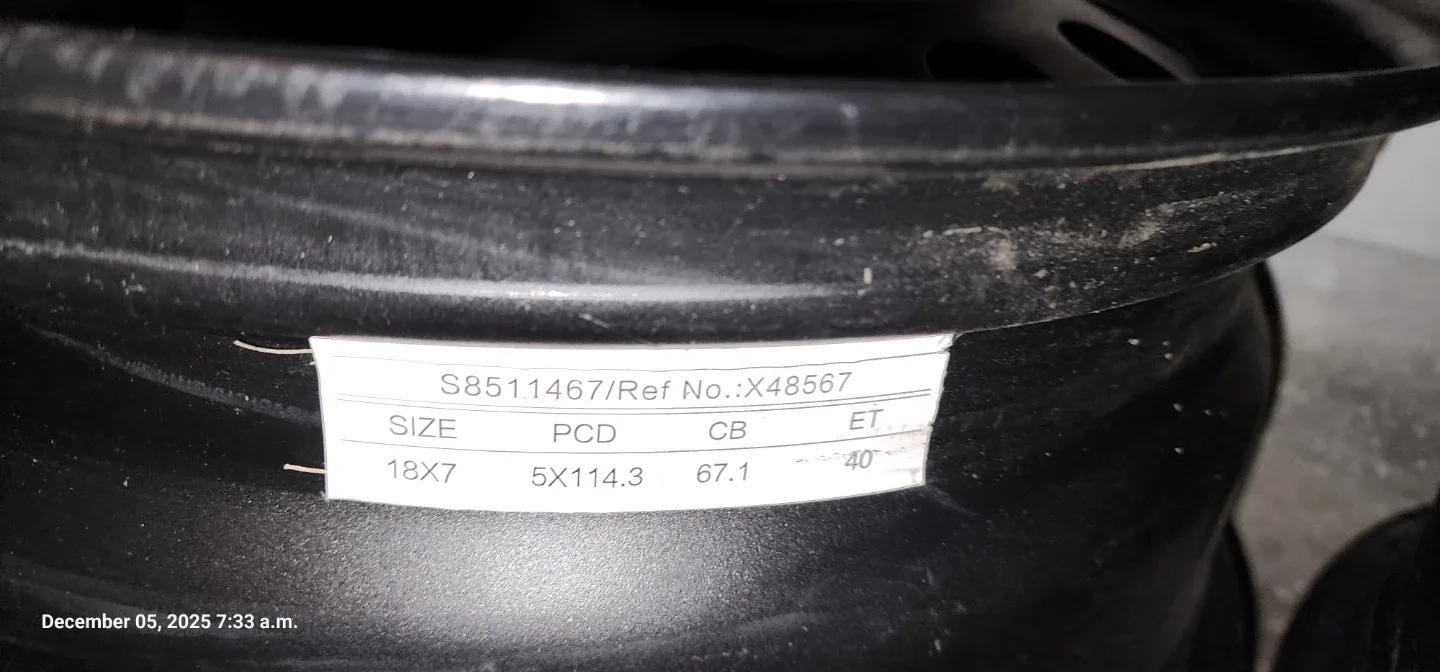 S8511467/Ref No.:X48567
SIZE PCD CB ET
18X7 5X114.3 67.1 40
December 05, 2025 7:33 a.m.